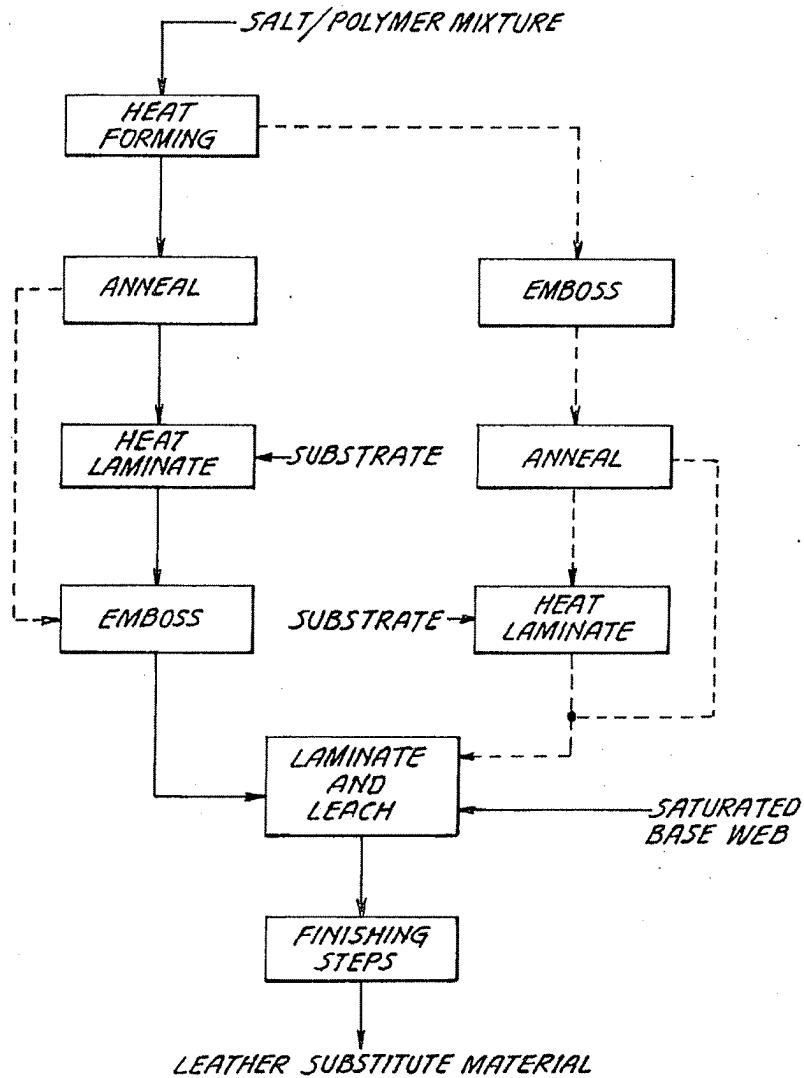 SALT/POLYMER MIXTURE
HEAT
FORMING
ANNEAL
EMBOSS
HEAT
LAMINATE
SUBSTRATE
ANNEAL
EMBOSS
SUBSTRATE
HEAT
LAMINATE
LAMINATE
AND
LEACH
SATURATED
BASE WEB
FINISHING
STEPS
LEATHER SUBSTITUTE MATERIAL